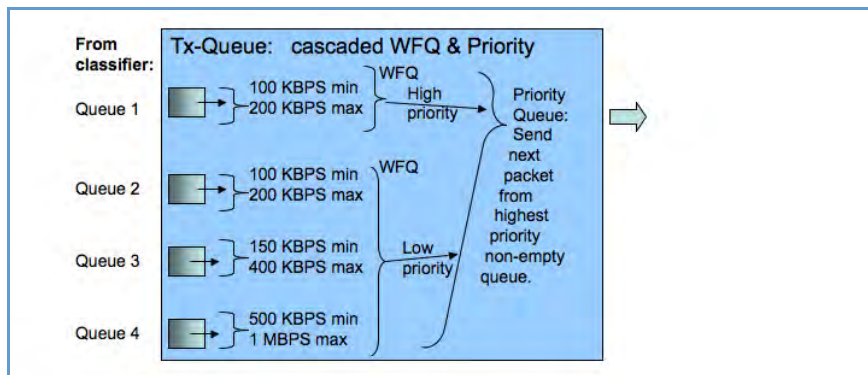 From
classifier:
Tx-Queue: cascaded WFQ & Priority
Queue 1
100 KBPS min
200 KBPS max
WFQ
High
priority
Queue 2
100 KBPS min
200 KBPS max
WFQ
Queue 3
150 KBPS min
400 KBPS max
Low
priority
Queue 4
500 KBPS min
1 MBPS max
Priority
Queue:
Send
next
packet
from
highest
priority
non-empty
queue.